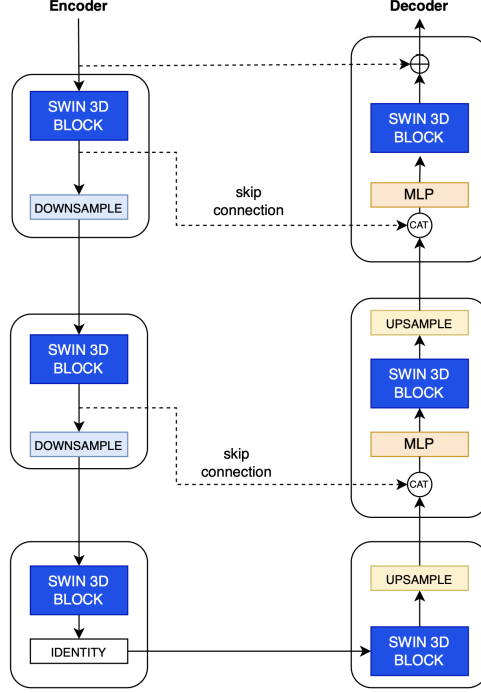 Encoder
SWIN 3D
BLOCK
DOWNSAMPLE
SWIN 3D
BLOCK
DOWNSAMPLE
SWIN 3D
BLOCK
IDENTITY
skip
connection
skip
connection
Decoder
SWIN 3D
BLOCK
MLP
CAT
UPSAMPLE
SWIN 3D
BLOCK
MLP
CAT
UPSAMPLE
SWIN 3D
BLOCK